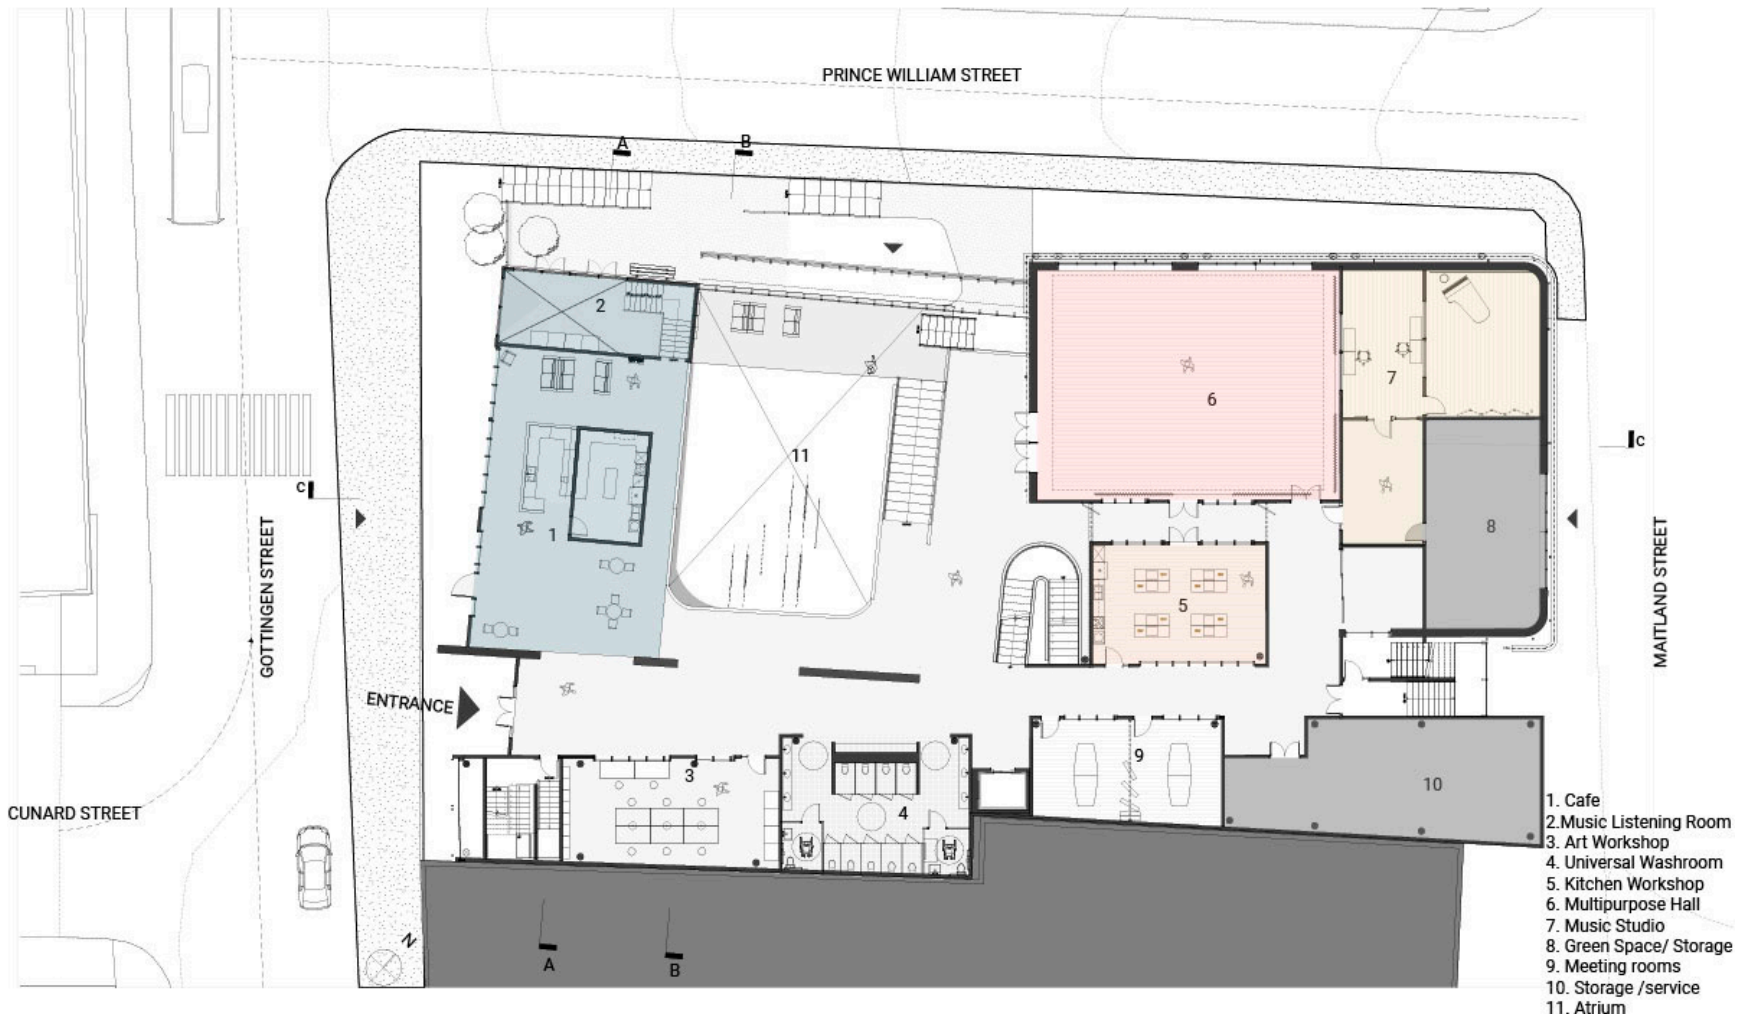 PRINCE WILLIAM STREET
A
B
2
6
7
11
C
C
1
8
GOTTINGEN STREET
MAITLAND STREET
5
ENTRANCE
9
3
10
4
CUNARD STREET
N
A
B
1. Cafe
2.Music Listening Room
3. Art Workshop
4. Universal Washroom
5. Kitchen Workshop
6. Multipurpose Hall
7. Music Studio
8. Green Space/ Storage
9. Meeting rooms
10. Storage /service
11. Atrium